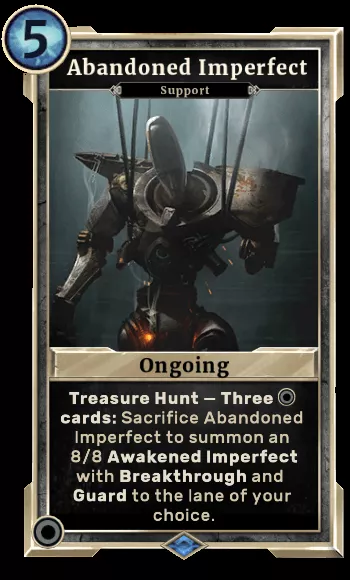 5
Abandoned Imperfect
Support
Ongoing
Treasure Hunt – Three
cards: Sacrifice Abandoned
Imperfect to summon an
8/8 Awakened Imperfect
with Breakthrough and
Guard to the lane of your
choice.